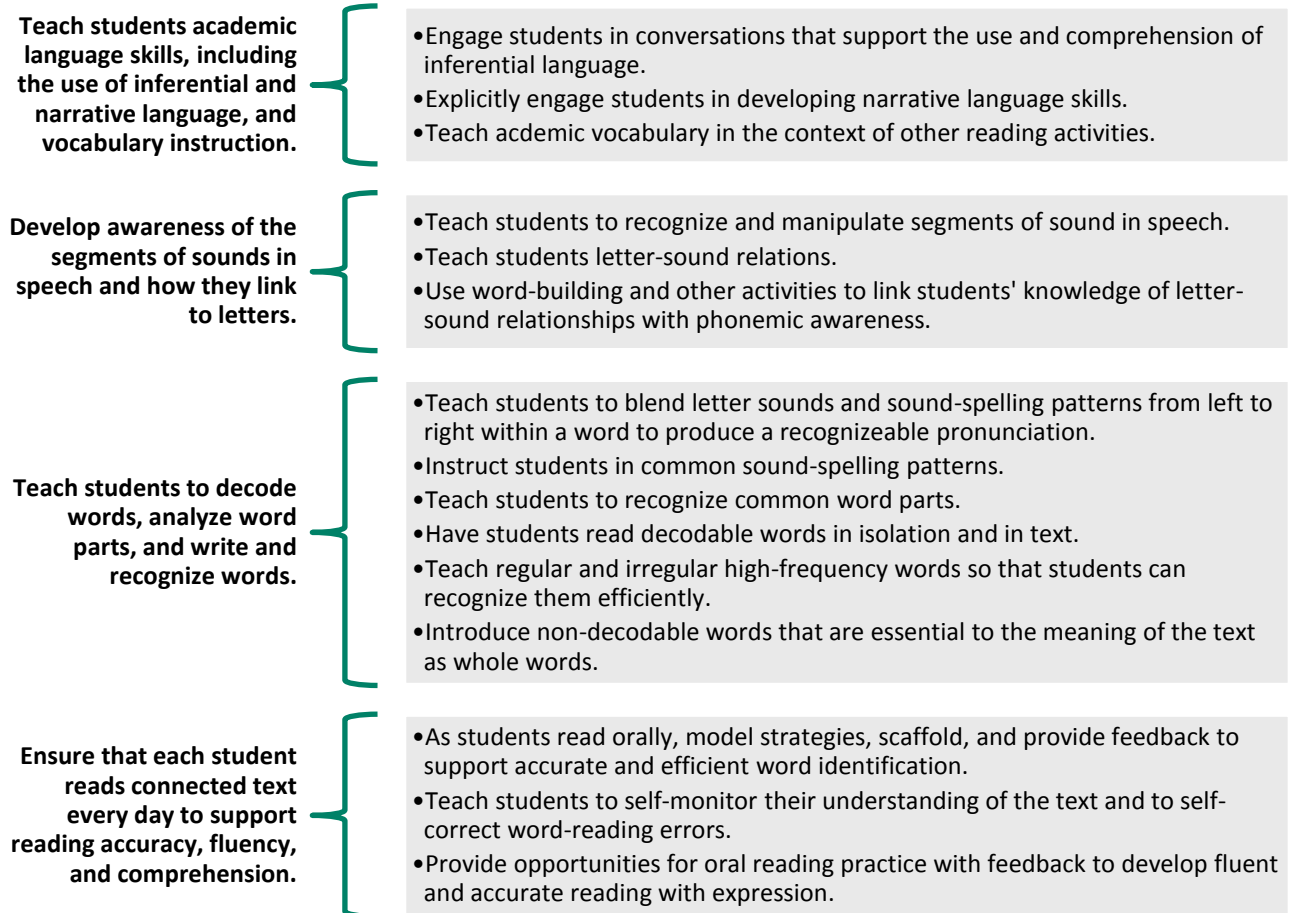 Teach students academic
language skills, including
the use of inferential and
narrative language, and
vocabulary instruction.
•Engage students in conversations that support the use and comprehension of
inferential language.
•Explicitly engage students in developing narrative language skills.
•Teach acdemic vocabulary in the context of other reading activities.
Develop awareness of the
segments of sounds in
speech and how they link
to letters.
•Teach students to recognize and manipulate segments of sound in speech.
•Teach students letter-sound relations.
•Use word-building and other activities to link students' knowledge of letter-
sound relationships with phonemic awareness.
Teach students to decode
words, analyze word
parts, and write and
recognize words.
•Teach students to blend letter sounds and sound-spelling patterns from left to
right within a word to produce a recognizeable pronunciation.
•Instruct students in common sound-spelling patterns.
•Teach students to recognize common word parts.
•Have students read decodable words in isolation and in text.
•Teach regular and irregular high-frequency words so that students can
recognize them efficiently.
•Introduce non-decodable words that are essential to the meaning of the text
as whole words.
Ensure that each student
reads connected text
every day to support
reading accuracy, fluency,
and comprehension.
•As students read orally, model strategies, scaffold, and provide feedback to
support accurate and efficient word identification.
•Teach students to self-monitor their understanding of the text and to self-
correct word-reading errors.
•Provide opportunities for oral reading practice with feedback to develop fluent
and accurate reading with expression.